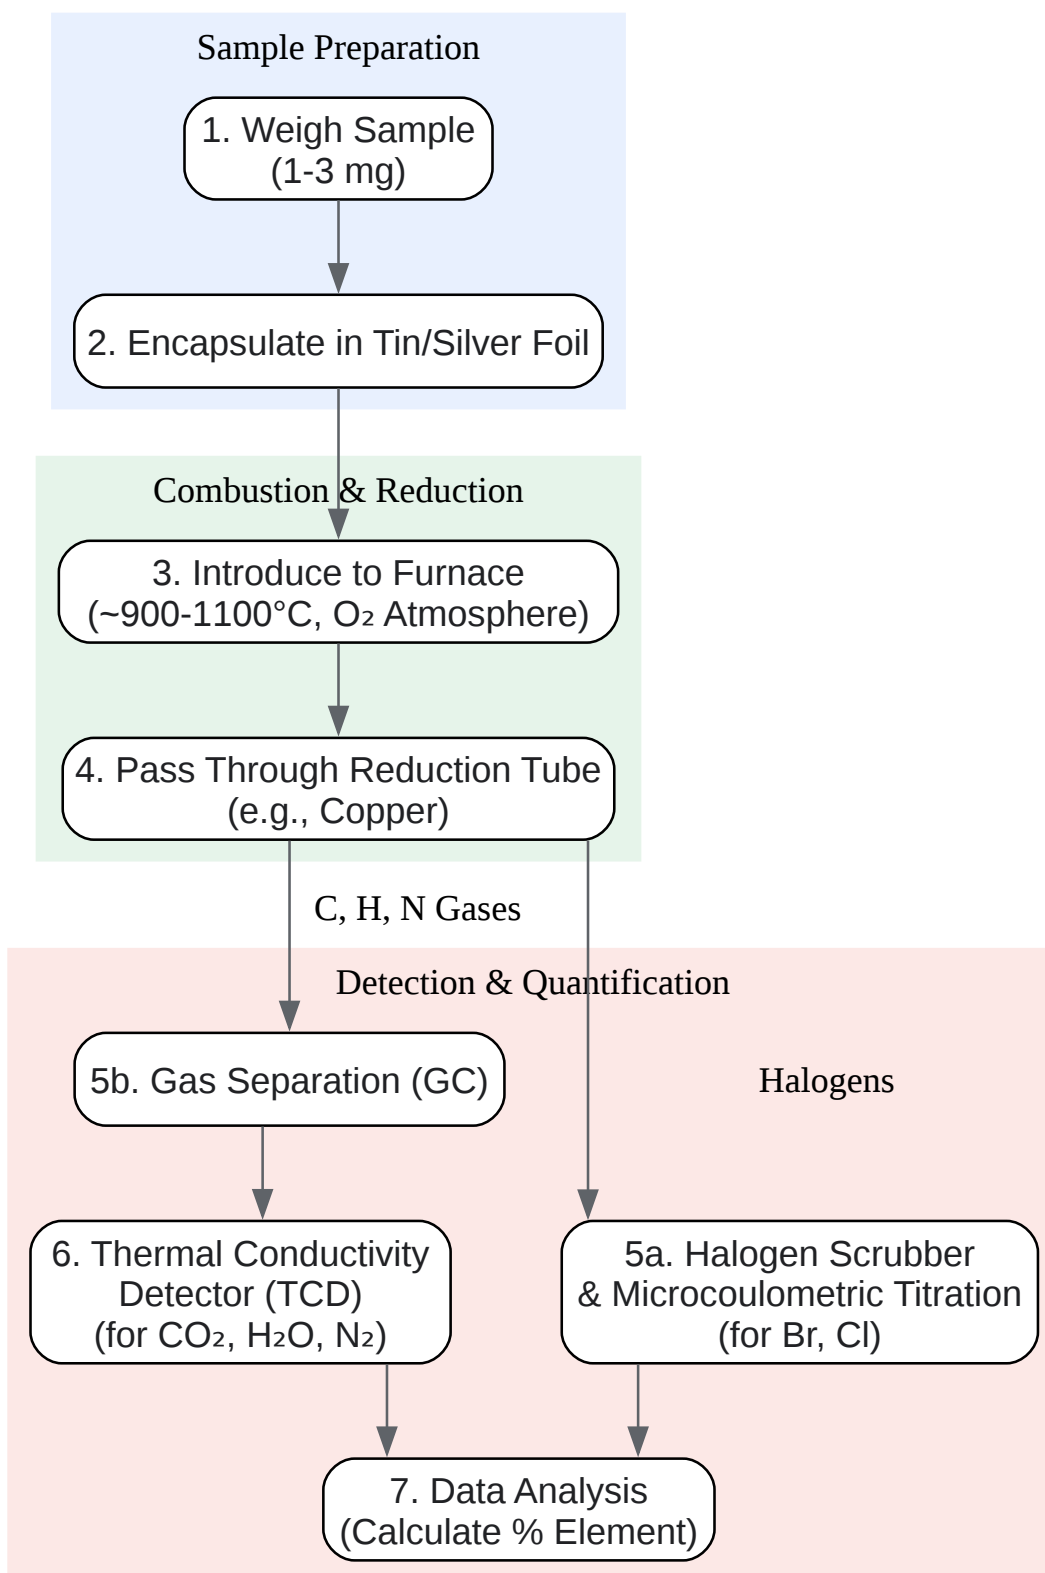 Sample Preparation
1. Weigh Sample
(1-3 mg)
2. Encapsulate in Tin/Silver Foil
Combustion & Reduction
3. Introduce to Furnace
(~900-1100°C, O₂ Atmosphere)
4. Pass Through Reduction Tube
(e.g., Copper)
C, H, N Gases
Detection & Quantification
5b. Gas Separation (GC)
Halogens
6. Thermal Conductivity
Detector (TCD)
(for CO₂, H₂O, N₂)
5a. Halogen Scrubber
& Microcoulometric Titration
(for Br, Cl)
7. Data Analysis
(Calculate % Element)